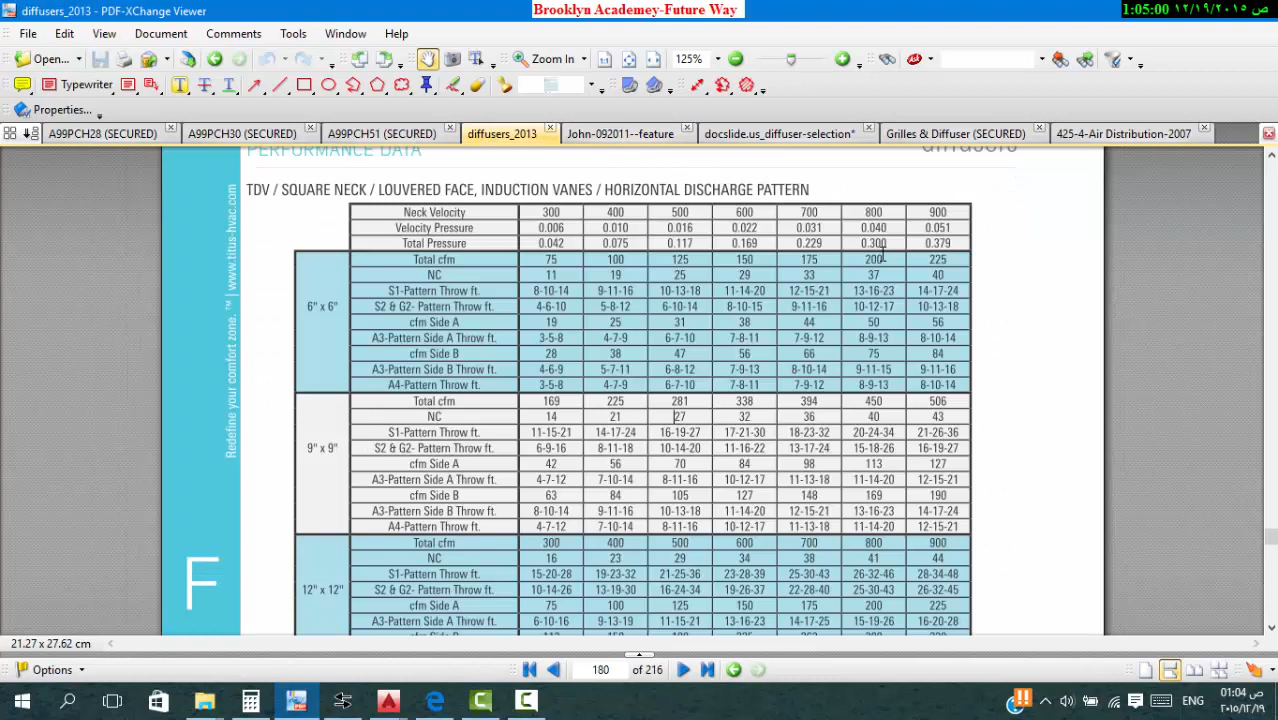 diffusers_2013 - PDF-XChange Viewer
Brooklyn Academey-Future Way
1:05:00 ١٢/١٩/٢٠١٥ ص
File Edit View Document Comments Tools Window Help
Open... Zoom In 125%
Typewriter
Properties...
A99PCH28 (SECURED) A99PCH30 (SECURED) A99PCH51 (SECURED) diffusers_2013 John-092011--feature docslide.us_diffuser-selection* Grilles & Diffuser (SECURED) 425-4-Air Distribution-2007
PERFORMANCE DATA diffusers
TDV / SQUARE NECK / LOUVERED FACE, INDUCTION VANES / HORIZONTAL DISCHARGE PATTERN
Neck Velocity 300 400 500 600 700 800 900
Velocity Pressure 0.006 0.010 0.016 0.022 0.031 0.040 0.051
Total Pressure 0.042 0.075 0.117 0.169 0.229 0.300 0.379
6" x 6"
Total cfm 75 100 125 150 175 200 225
NC 11 19 25 29 33 37 40
S1-Pattern Throw ft. 8-10-14 9-11-16 10-13-18 11-14-20 12-15-21 13-16-23 14-17-24
S2 & G2- Pattern Throw ft. 4-6-10 5-8-12 6-10-14 8-10-15 9-11-16 10-12-17 10-13-18
cfm Side A 19 25 31 38 44 50 56
A3-Pattern Side A Throw ft. 3-5-8 4-7-9 6-7-10 7-8-11 7-9-12 8-9-13 8-10-14
cfm Side B 28 38 47 56 66 75 84
A3-Pattern Side B Throw ft. 4-6-9 5-7-11 6-8-12 7-9-13 8-10-14 9-11-15 9-11-16
A4-Pattern Throw ft. 3-5-8 4-7-9 6-7-10 7-8-11 7-9-12 8-9-13 8-10-14
9" x 9"
Total cfm 169 225 281 338 394 450 506
NC 14 21 27 32 36 40 43
S1-Pattern Throw ft. 11-15-21 14-17-24 16-19-27 17-21-30 18-23-32 20-24-34 21-26-36
S2 & G2- Pattern Throw ft. 6-9-16 8-11-18 10-14-20 11-16-22 13-17-24 15-18-26 16-19-27
cfm Side A 42 56 70 84 98 113 127
A3-Pattern Side A Throw ft. 4-7-12 7-10-14 8-11-16 10-12-17 11-13-18 11-14-20 12-15-21
cfm Side B 63 84 105 127 148 169 190
A3-Pattern Side B Throw ft. 8-10-14 9-11-16 10-13-18 11-14-20 12-15-21 13-16-23 14-17-24
A4-Pattern Throw ft. 4-7-12 7-10-14 8-11-16 10-12-17 11-13-18 11-14-20 12-15-21
12" x 12"
Total cfm 300 400 500 600 700 800 900
NC 16 23 29 34 38 41 44
S1-Pattern Throw ft. 15-20-28 19-23-32 21-25-36 23-28-39 25-30-43 26-32-46 28-34-48
S2 & G2- Pattern Throw ft. 10-14-26 13-19-30 16-24-34 19-26-37 22-28-40 25-30-43 26-32-45
cfm Side A 75 100 125 150 175 200 225
A3-Pattern Side A Throw ft. 6-10-16 9-13-19 11-15-21 13-16-23 14-17-25 15-19-26 16-20-28
Redefine your comfort zone. ™ | www.titus-hvac.com
F
21.27 x 27.62 cm
Options 180 of 216
ENG
01:04 ص
٢٠١٥/١٢/١٩